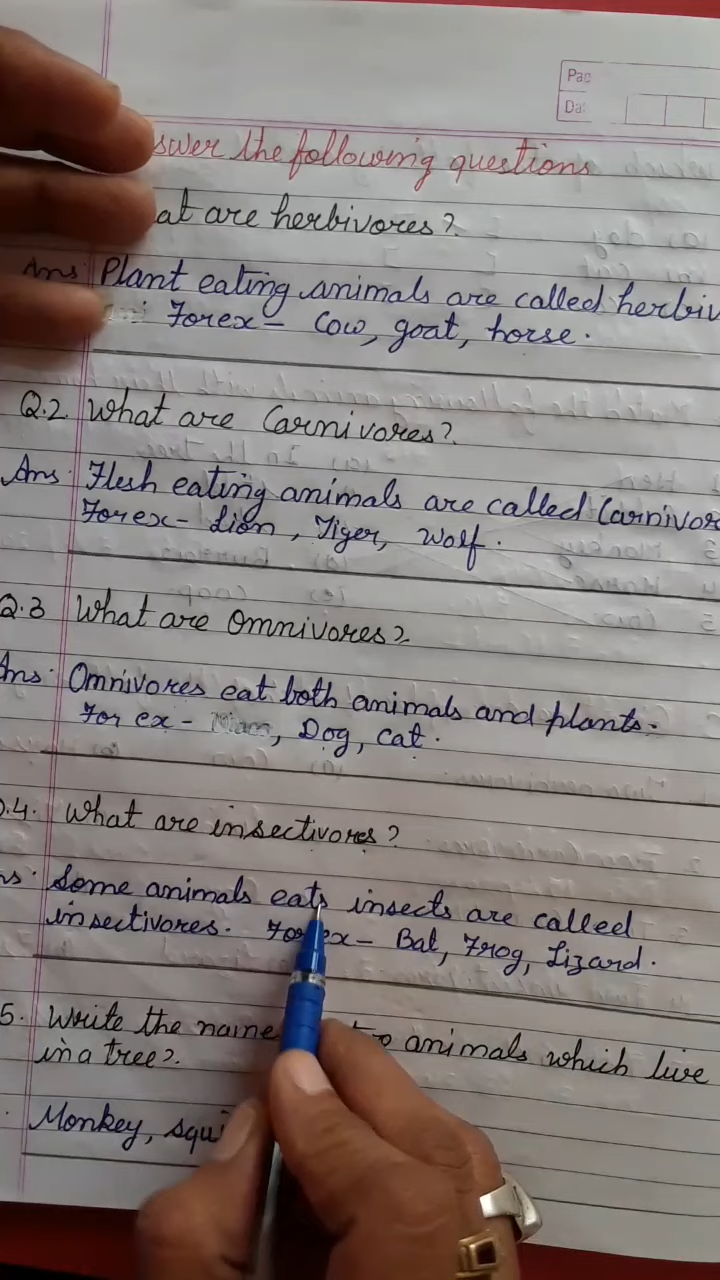 Pag
Da
swer the following questions
at are herbivores?
Ans: Plant eating animals are called herbiv
Forex- Cow, goat, horse.
Q.2. What are Carnivores?
Ans: Flesh eating animals are called Carnivor
Forex- Lion, Tiger, Wolf.
Q.3 What are Omnivores?
Ans. Omnivores eat both animals and plants.
For ex - Man, Dog, Cat.
.4. What are insectivores?
ns. Some animals eats insects are called
insectivores. For ex- Bat, Frog, Lizard.
5. Write the name animals which live
in a tree?
Monkey, squi